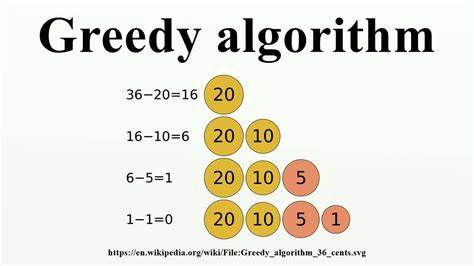 Greedy algorithm
36−20=16 20
16−10=6 20 10
6−5=1 20 10 5
1−1=0 20 10 5 1
https://en.wikipedia.org/wiki/File:Greedy_algorithm_36_cents.svg